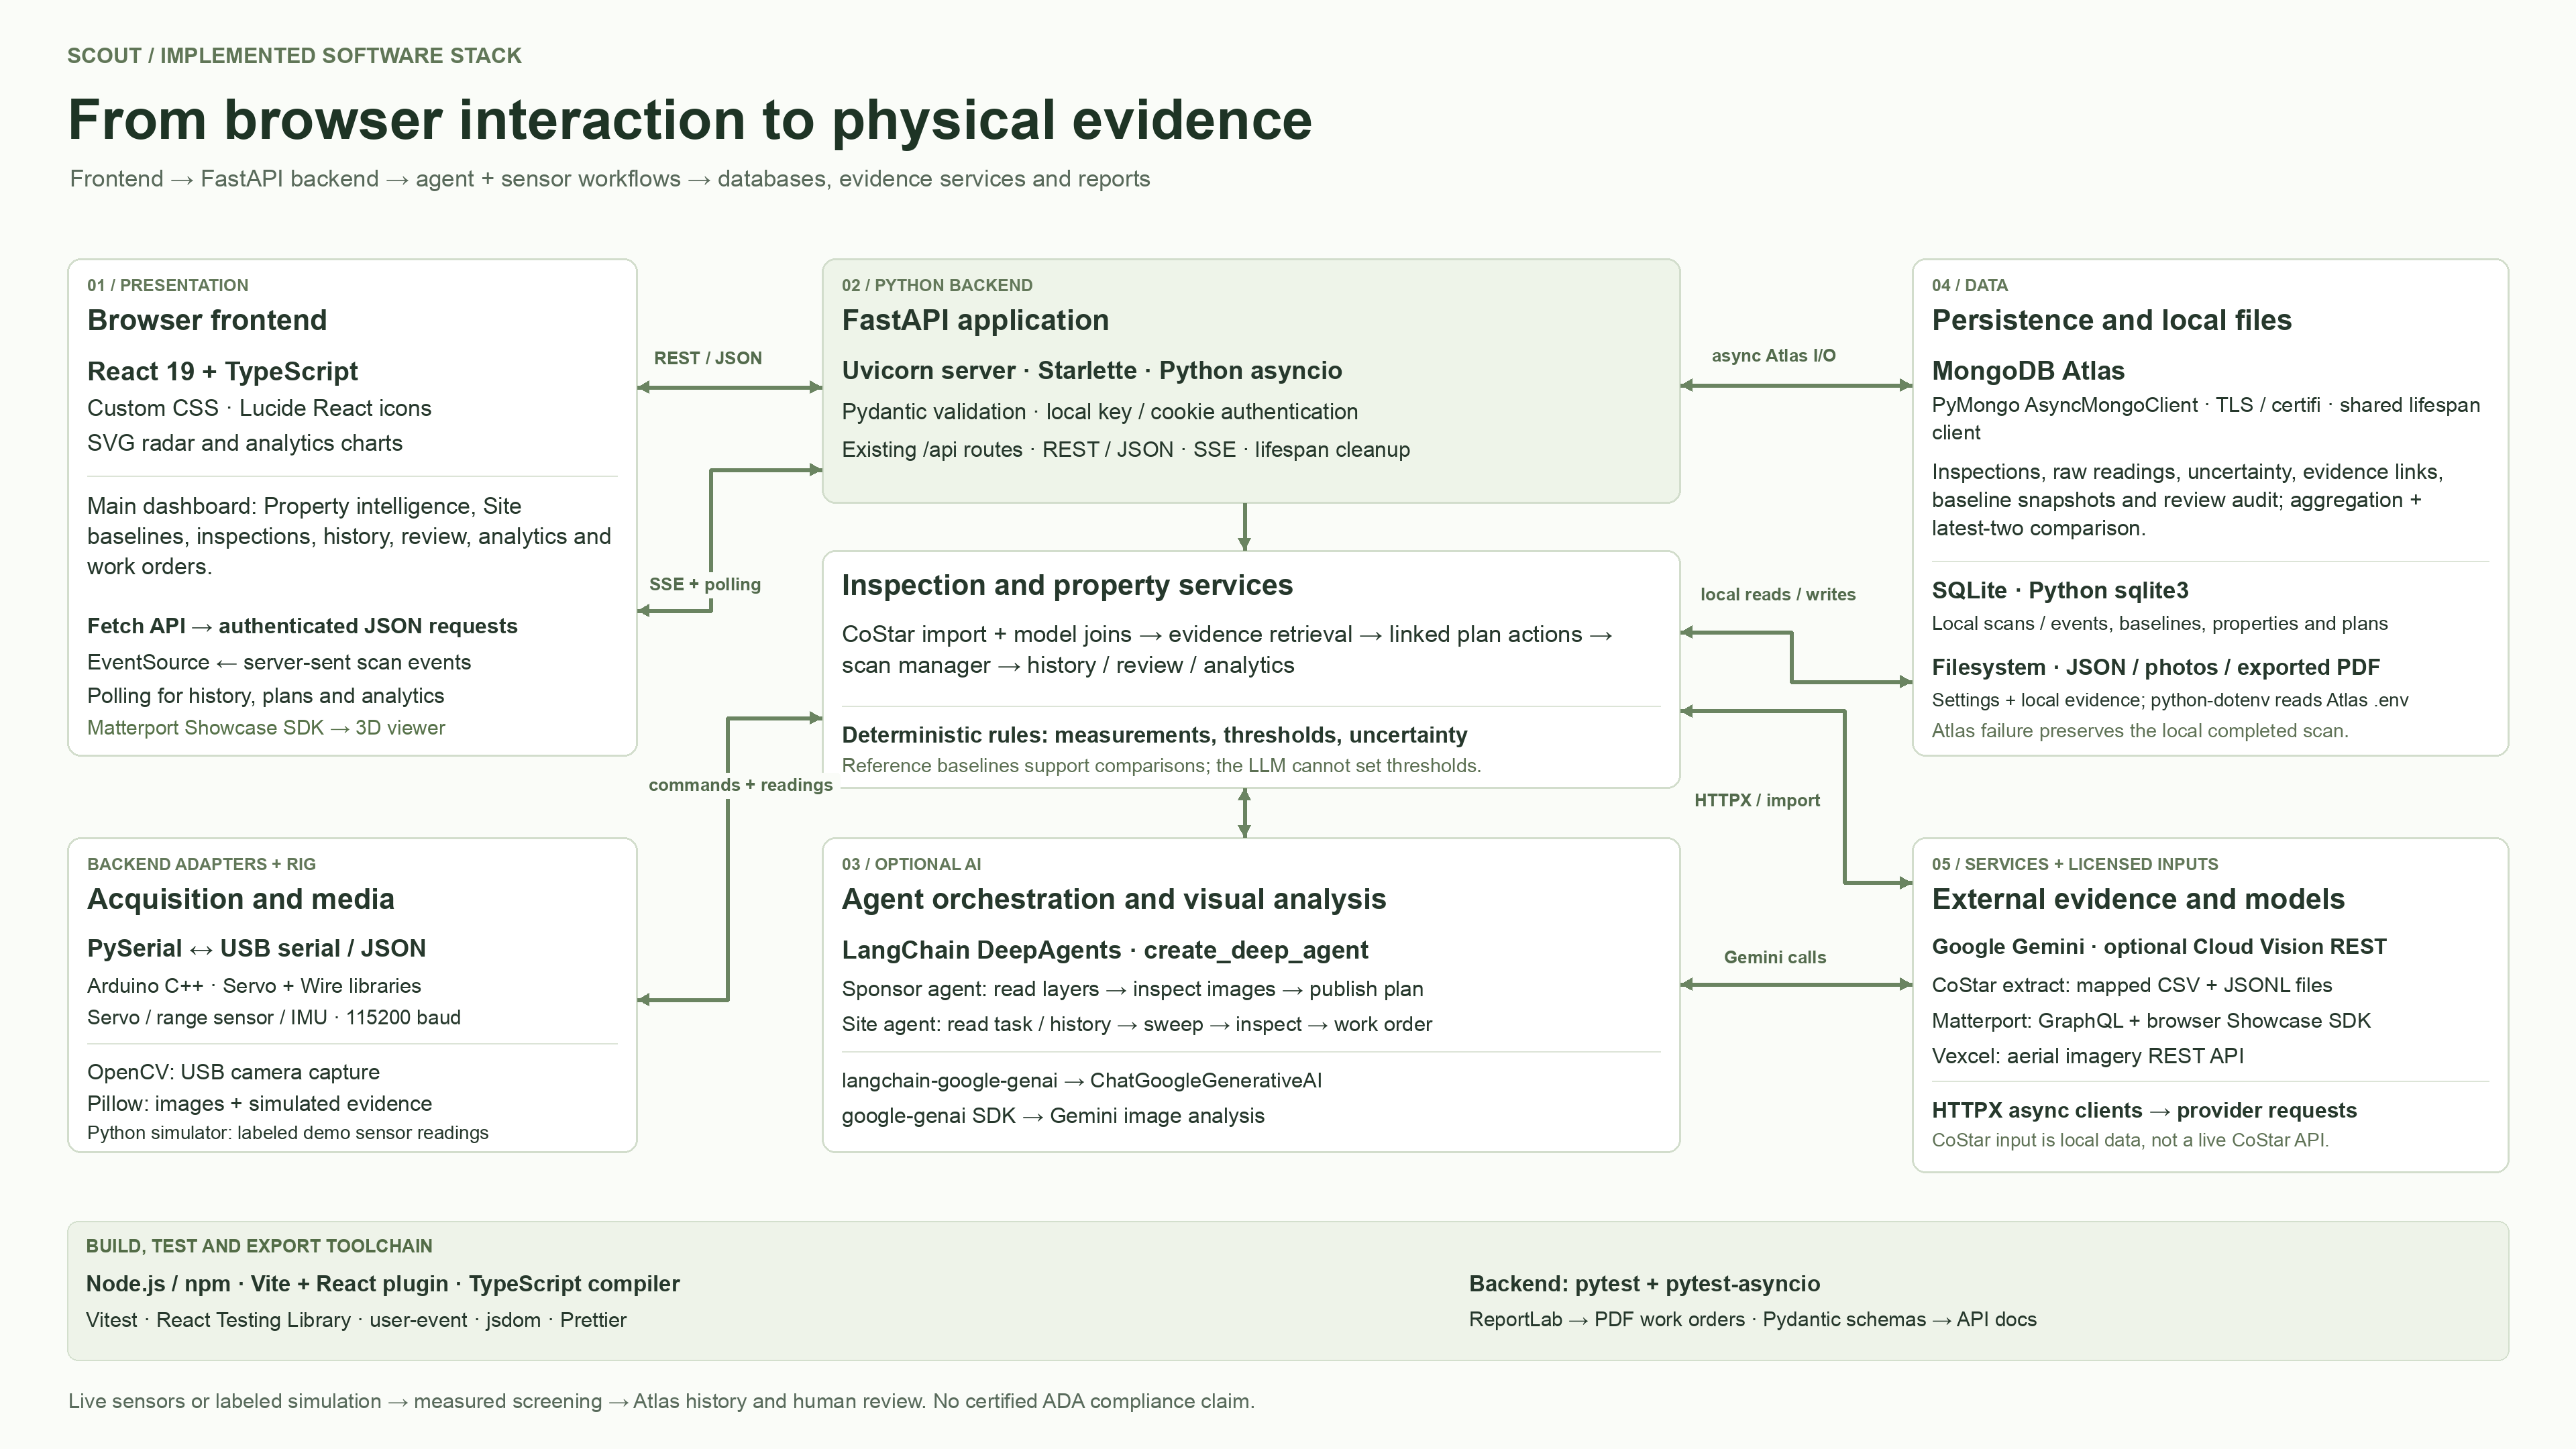 SCOUT / IMPLEMENTED SOFTWARE STACK
From browser interaction to physical evidence
Frontend → FastAPI backend → agent + sensor workflows → databases, evidence services and reports
01 / PRESENTATION
Browser frontend
React 19 + TypeScript
Custom CSS · Lucide React icons
SVG radar and analytics charts
Main dashboard: Property intelligence, Site
baselines, inspections, history, review, analytics and
work orders.
Fetch API → authenticated JSON requests
EventSource ← server-sent scan events
Polling for history, plans and analytics
Matterport Showcase SDK → 3D viewer
REST / JSON
SSE + polling
commands + readings
02 / PYTHON BACKEND
FastAPI application
Uvicorn server · Starlette · Python asyncio
Pydantic validation · local key / cookie authentication
Existing /api routes · REST / JSON · SSE · lifespan cleanup
Inspection and property services
CoStar import + model joins → evidence retrieval → linked plan actions →
scan manager → history / review / analytics
Deterministic rules: measurements, thresholds, uncertainty
Reference baselines support comparisons; the LLM cannot set thresholds.
async Atlas I/O
local reads / writes
HTTPX / import
Gemini calls
04 / DATA
Persistence and local files
MongoDB Atlas
PyMongo AsyncMongoClient · TLS / certifi · shared lifespan
client
Inspections, raw readings, uncertainty, evidence links,
baseline snapshots and review audit; aggregation +
latest-two comparison.
SQLite · Python sqlite3
Local scans / events, baselines, properties and plans
Filesystem · JSON / photos / exported PDF
Settings + local evidence; python-dotenv reads Atlas .env
Atlas failure preserves the local completed scan.
BACKEND ADAPTERS + RIG
Acquisition and media
PySerial ↔ USB serial / JSON
Arduino C++ · Servo + Wire libraries
Servo / range sensor / IMU · 115200 baud
OpenCV: USB camera capture
Pillow: images + simulated evidence
Python simulator: labeled demo sensor readings
03 / OPTIONAL AI
Agent orchestration and visual analysis
LangChain DeepAgents · create_deep_agent
Sponsor agent: read layers → inspect images → publish plan
Site agent: read task / history → sweep → inspect → work order
langchain-google-genai → ChatGoogleGenerativeAI
google-genai SDK → Gemini image analysis
05 / SERVICES + LICENSED INPUTS
External evidence and models
Google Gemini · optional Cloud Vision REST
CoStar extract: mapped CSV + JSONL files
Matterport: GraphQL + browser Showcase SDK
Vexcel: aerial imagery REST API
HTTPX async clients → provider requests
CoStar input is local data, not a live CoStar API.
BUILD, TEST AND EXPORT TOOLCHAIN
Node.js / npm · Vite + React plugin · TypeScript compiler
Vitest · React Testing Library · user-event · jsdom · Prettier
Backend: pytest + pytest-asyncio
ReportLab → PDF work orders · Pydantic schemas → API docs
Live sensors or labeled simulation → measured screening → Atlas history and human review. No certified ADA compliance claim.